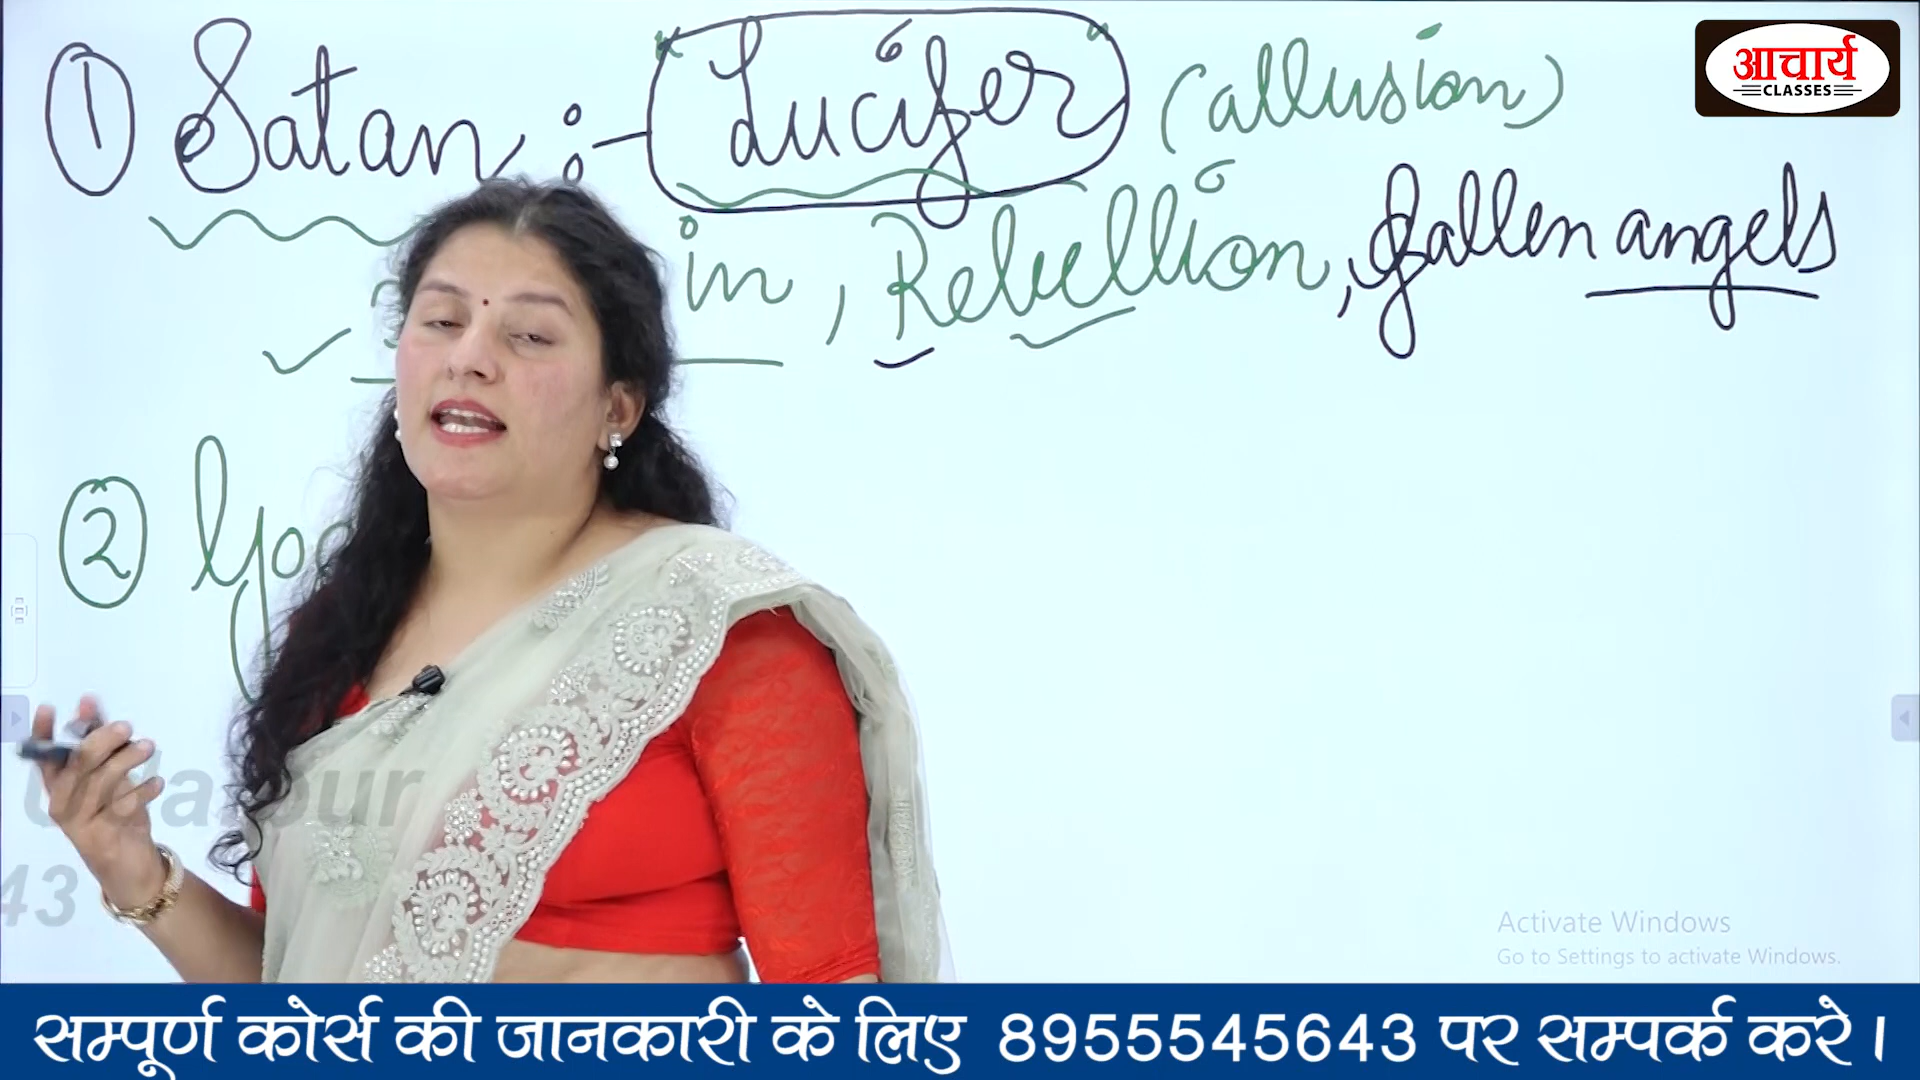 ① Satan :- Lucifer (allusion)
in, Rebellion, fallen angels
②
आचार्य
CLASSES
43
Activate Windows
Go to Settings to activate Windows.
सम्पूर्ण कोर्स की जानकारी के लिए 8955545643 पर सम्पर्क करे।